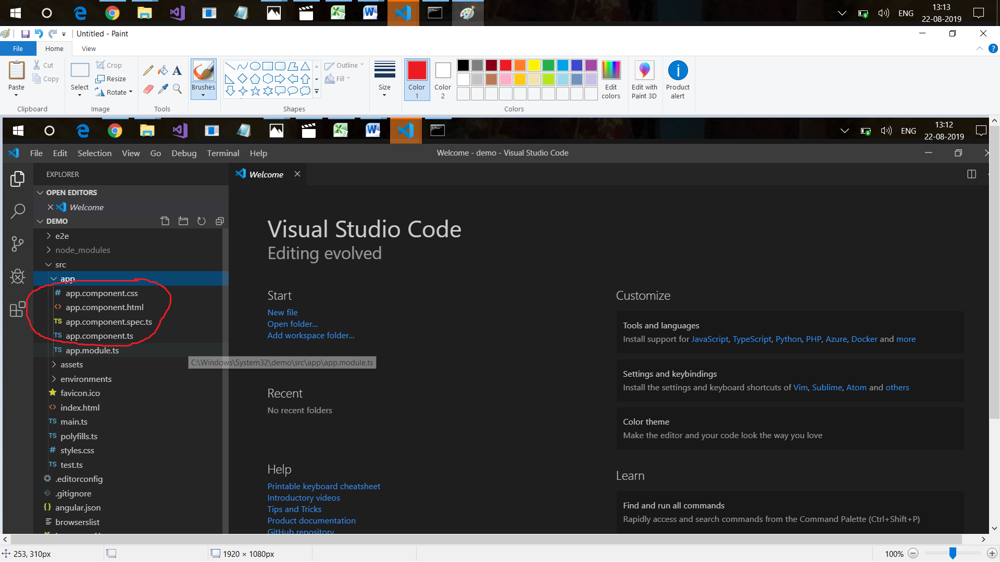 ENG
13:13
22-08-2019
Untitled - Paint
File
Home
View
Paste
Cut
Copy
Clipboard
Select
Crop
Resize
Rotate
Image
Tools
Brushes
Outline
Fill
Shapes
Size
Color 1
Color 2
Colors
Edit colors
Edit with Paint 3D
Product alert
ENG
13:12
22-08-2019
File Edit Selection View Go Debug Terminal Help
Welcome - demo - Visual Studio Code
EXPLORER
Welcome
OPEN EDITORS
Welcome
DEMO
e2e
node_modules
src
app
app.component.css
app.component.html
TS app.component.spec.ts
TS app.component.ts
TS app.module.ts
C:\Windows\System32\demo\src\app\app.module.ts
assets
environments
favicon.ico
index.html
TS main.ts
TS polyfills.ts
# styles.css
TS test.ts
.editorconfig
.gitignore
angular.json
browserslist
Visual Studio Code
Editing evolved
Start
New file
Open folder...
Add workspace folder...
Recent
No recent folders
Help
Printable keyboard cheatsheet
Introductory videos
Tips and Tricks
Product documentation
GitHub repository
Customize
Tools and languages
Install support for JavaScript, TypeScript, Python, PHP, Azure, Docker and more
Settings and keybindings
Install the settings and keyboard shortcuts of Vim, Sublime, Atom and others
Color theme
Make the editor and your code look the way you love
Learn
Find and run all commands
Rapidly access and search commands from the Command Palette (Ctrl+Shift+P)
253, 310px
1920 × 1080px
100%